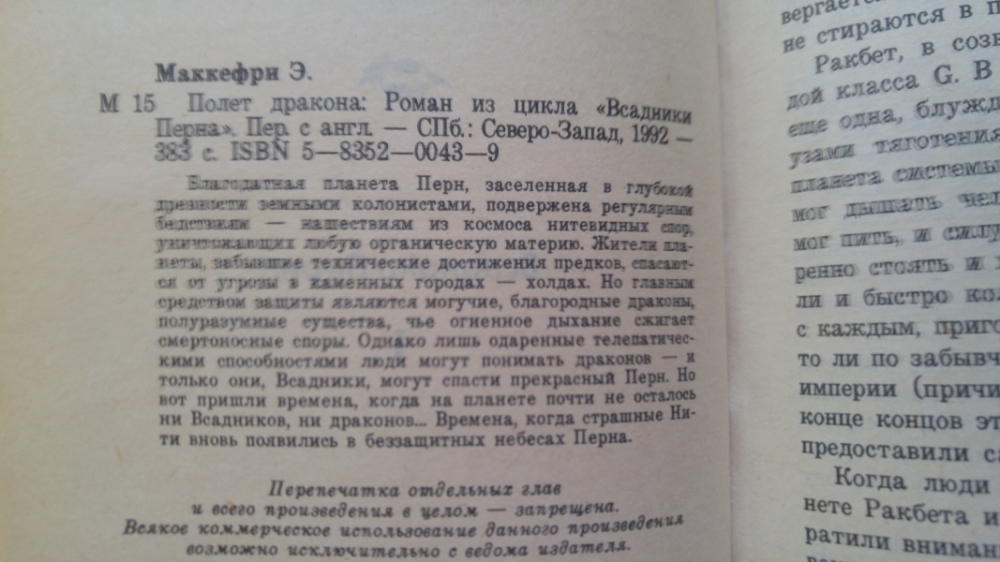 Маккефри Э.
М 15 Полет дракона: Роман из цикла «Всадники
Перна». Пер. с англ. — СПб.: Северо-Запад, 1992 —
383 с. ISBN 5—8352—0043—9
Благодатная планета Перн, заселенная в глубокой
древности земными колонистами, подвержена регулярным
бедствиям — нашествиям из космоса нитевидных спор,
уничтожающих любую органическую материю. Жители пла-
неты, забывшие технические достижения предков, спасают-
ся от угрозы в каменных городах — холдах. Но главным
средством защиты являются могучие, благородные драконы,
полуразумные существа, чье огненное дыхание сжигает
смертоносные споры. Однако лишь одаренные телепатичес-
кими способностями люди могут понимать драконов — и
только они, Всадники, могут спасти прекрасный Перн. Но
вот пришли времена, когда на планете почти не осталось
ни Всадников, ни драконов... Времена, когда страшные Ни-
ти вновь появились в беззащитных небесах Перна.
Перепечатка отдельных глав
и всего произведения в целом — запрещена.
Всякое коммерческое использование данного произведения
возможно исключительно с ведома издателя.
вергает
не стираются в п
Ракбет, в созн
дой класса G. В
еще одна, блужд
узами тяготения
планета системы
мог дышать чел
мог пить, и силу
ренно стоять и х
ли и быстро кол
с каждым, приго
то ли по забывч
империи (причи
конце концов эт
предоставили са
Когда люди
нете Ракбета и
ратили вниман